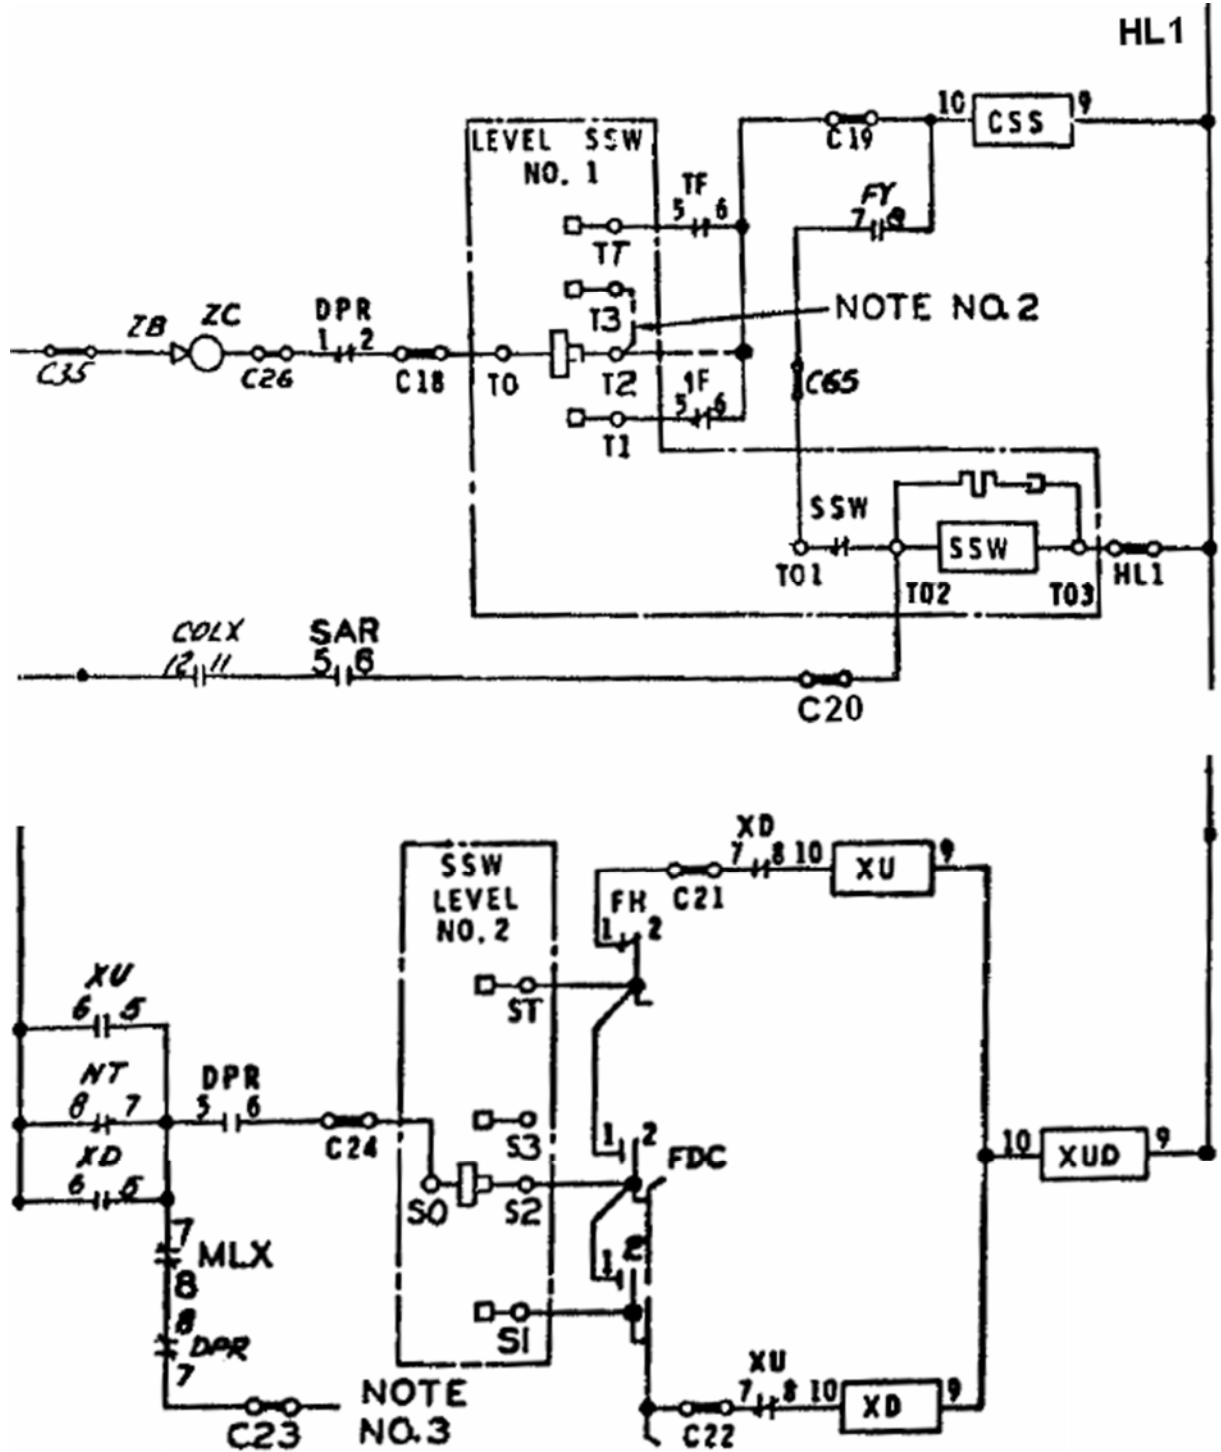 HL1
10 CSS 9
C19
LEVEL SSW
NO. 1
TF
5 6
FY
7 8
TT
T3
NOTE NO. 2
ZB ZC
DPR
1 2
C35
C26
C18
T0
T2
1F
5 6
C65
T1
SSW
T01
SSW
T02
T03
HL1
COLX
12 11
SAR
5 6
C20
XD
7 8 10 XU 9
SSW
LEVEL
NO. 2
FH
1 2
C21
XU
6 5
ST
NT
8 7
DPR
5 6
C24
S3
1 2
FDC
10 XUD 9
XD
6 5
S0
S2
7
MLX
8
1 2
8
DPR
7
S1
XU
7 8 10 XD 9
C22
C23
NOTE
NO.3